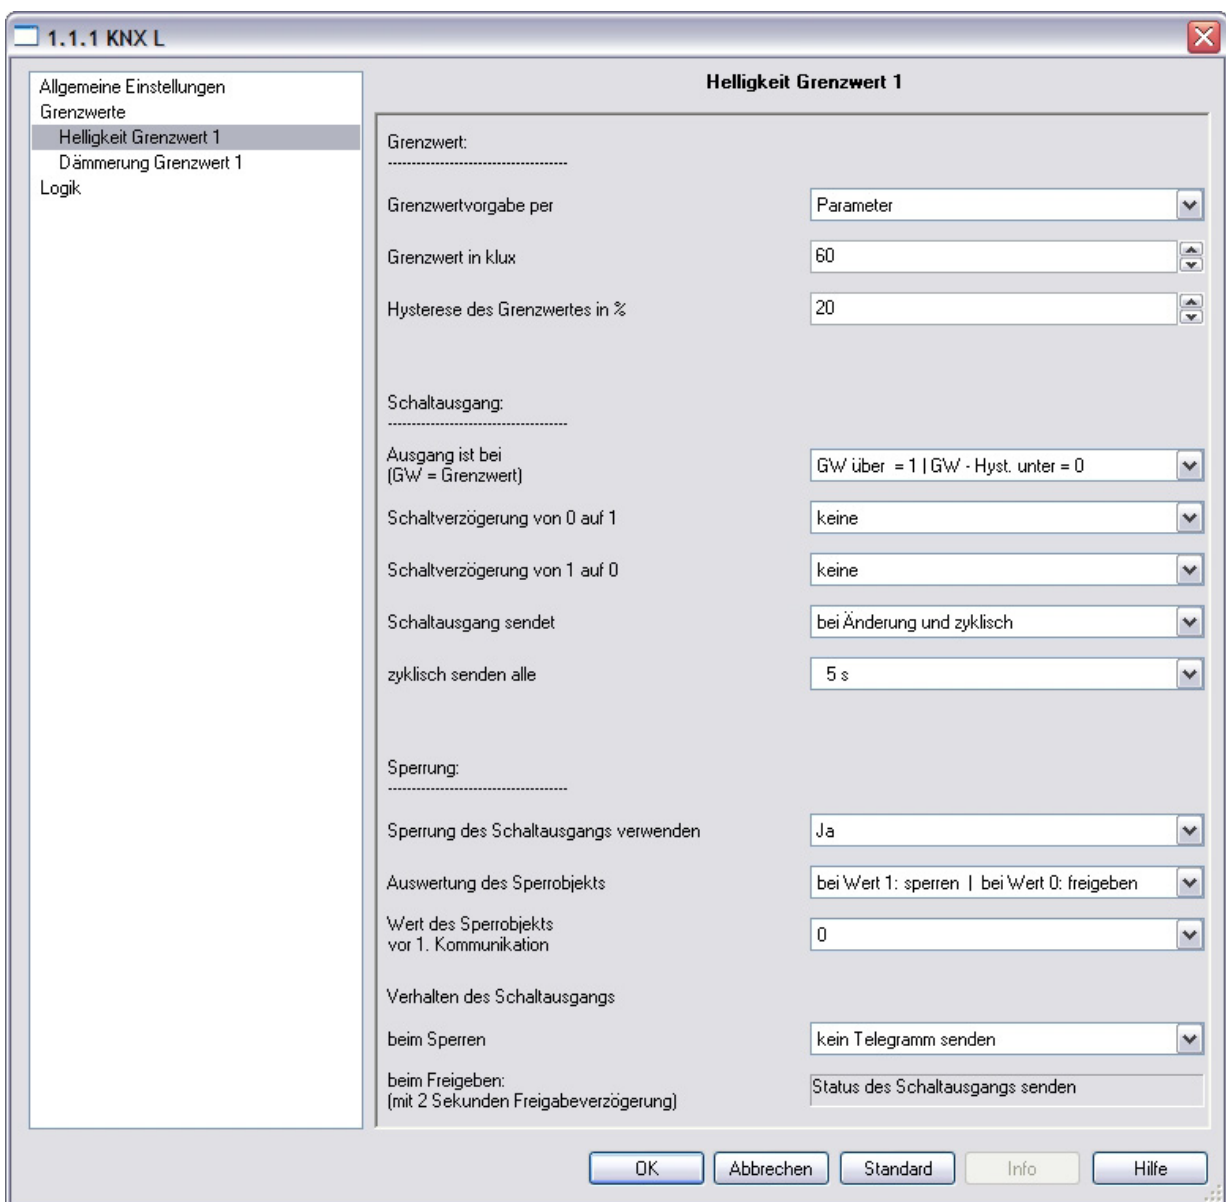 1.1.1 KNX L
Allgemeine Einstellungen
Grenzwerte
Helligkeit Grenzwert 1
Dämmerung Grenzwert 1
Logik
Helligkeit Grenzwert 1
Grenzwert:
--------------------------------------
Grenzwertvorgabe per
Parameter
Grenzwert in klux
60
Hysterese des Grenzwertes in %
20
Schaltausgang:
--------------------------------------
Ausgang ist bei
(GW = Grenzwert)
GW über = 1 | GW - Hyst. unter = 0
Schaltverzögerung von 0 auf 1
keine
Schaltverzögerung von 1 auf 0
keine
Schaltausgang sendet
bei Änderung und zyklisch
zyklisch senden alle
5 s
Sperrung:
--------------------------------------
Sperrung des Schaltausgangs verwenden
Ja
Auswertung des Sperrobjekts
bei Wert 1: sperren | bei Wert 0: freigeben
Wert des Sperrobjekts
vor 1. Kommunikation
0
Verhalten des Schaltausgangs
beim Sperren
kein Telegramm senden
beim Freigeben:
(mit 2 Sekunden Freigabeverzögerung)
Status des Schaltausgangs senden
OK
Abbrechen
Standard
Info
Hilfe